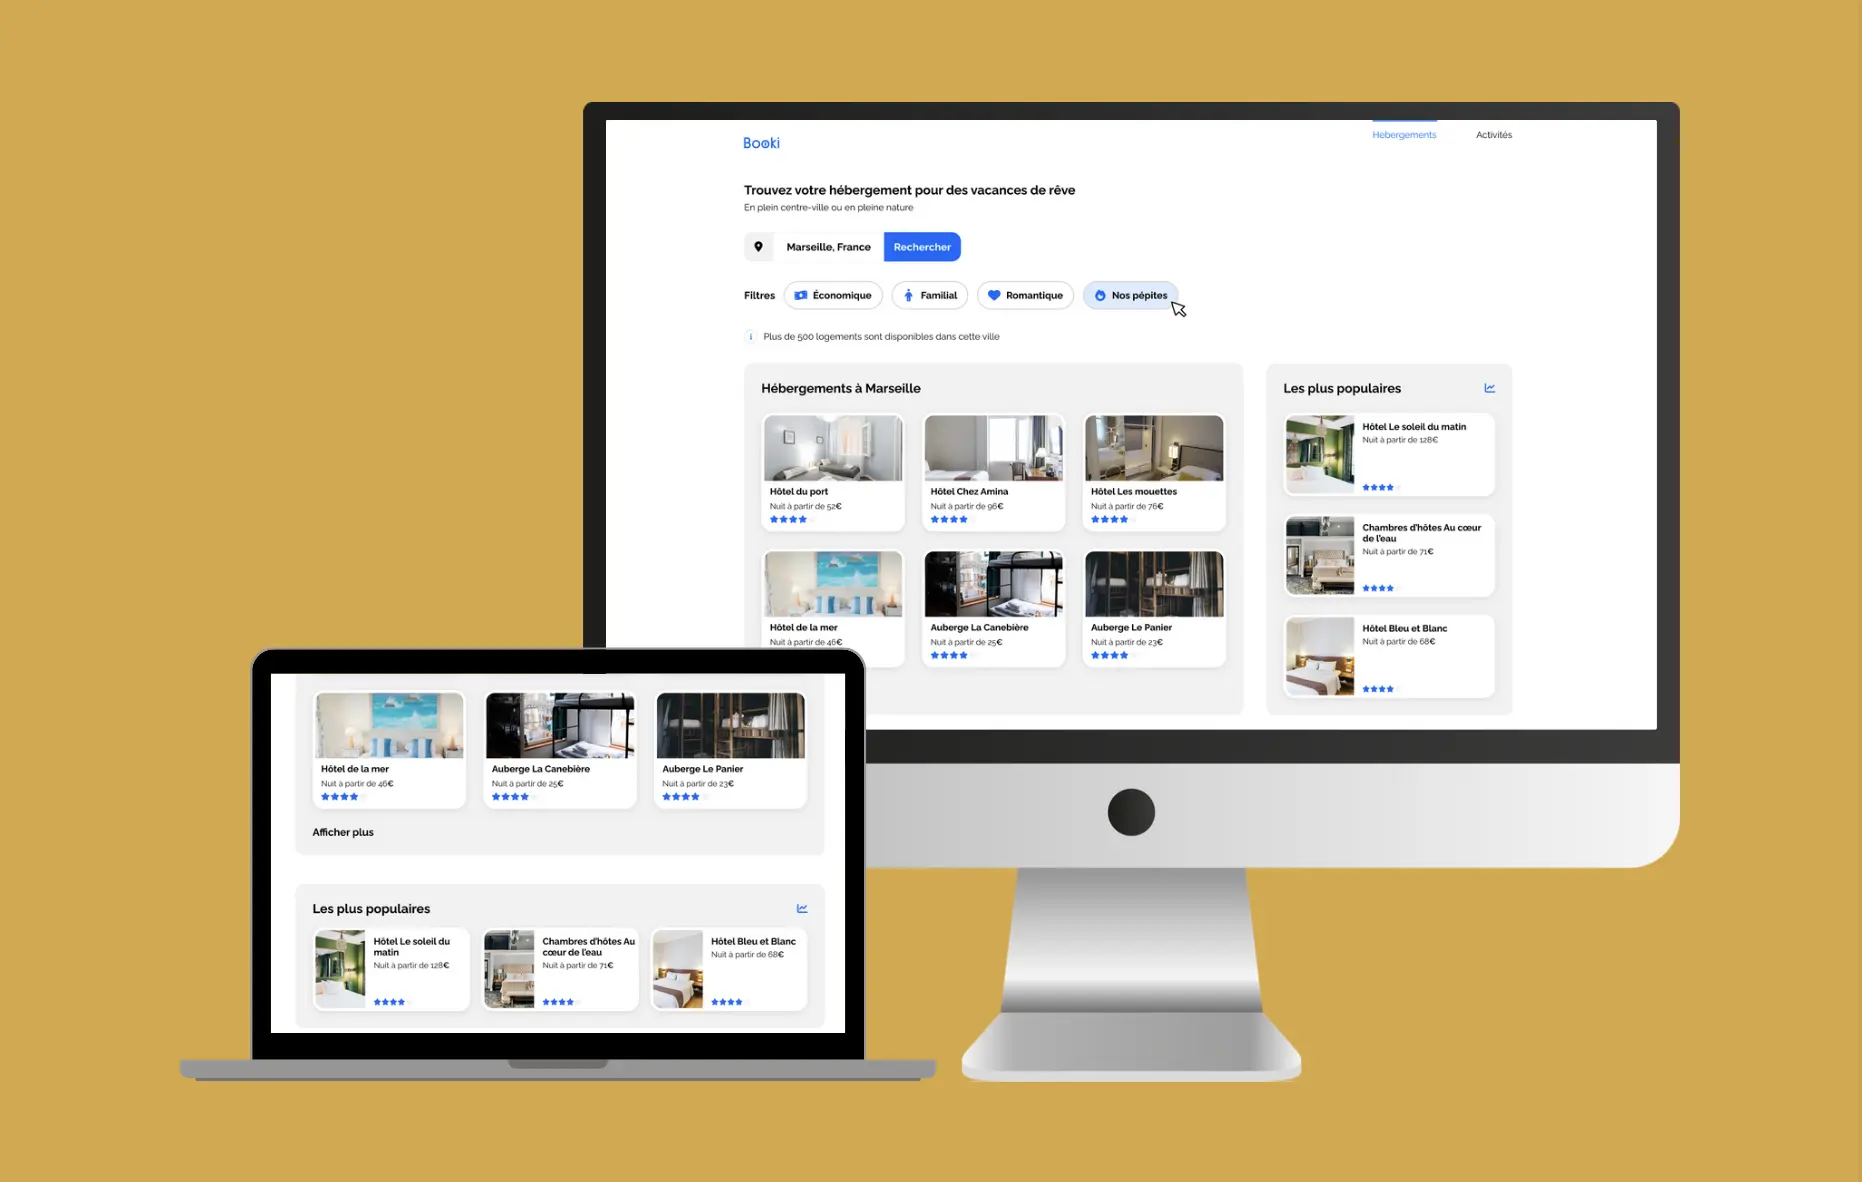 Booki
Hébergements
Activités
Trouvez votre hébergement pour des vacances de rêve
En plein centre-ville ou en pleine nature
Marseille, France
Rechercher
Filtres
Économique
Familial
Romantique
Nos pépites
Plus de 500 logements sont disponibles dans cette ville
Hébergements à Marseille
Hôtel du port
Nuit à partir de 52€
Hôtel Chez Amina
Nuit à partir de 96€
Hôtel Les mouettes
Nuit à partir de 76€
Hôtel de la mer
Nuit à partir de 46€
Auberge La Canebière
Nuit à partir de 25€
Auberge Le Panier
Nuit à partir de 23€
Les plus populaires
Hôtel Le soleil du matin
Nuit à partir de 128€
Chambres d'hôtes Au cœur
de l'eau
Nuit à partir de 71€
Hôtel Bleu et Blanc
Nuit à partir de 68€
Hôtel de la mer
Nuit à partir de 46€
Auberge La Canebière
Nuit à partir de 25€
Auberge Le Panier
Nuit à partir de 23€
Afficher plus
Les plus populaires
Hôtel Le soleil du
matin
Nuit à partir de 128€
Chambres d'hôtes Au
cœur de l'eau
Nuit à partir de 71€
Hôtel Bleu et Blanc
Nuit à partir de 68€